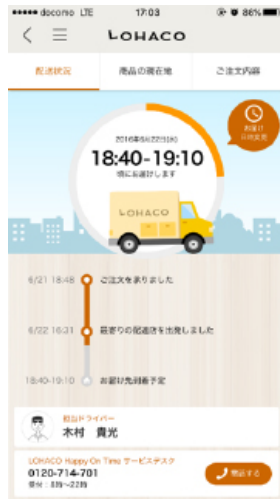 docomo LTE 17:03 86%
LOHACO
配送状況 商品の現在地 ご注文内容
お届け
日時変更
2016年6月22日(水)
18:40-19:10
頃にお届けします
LOHACO
6/21 18:48 ご注文を承りました
6/22 16:31 最寄りの配送店を出発しました
18:40-19:10 お届け先到着予定
担当ドライバー
木村 貴光
LOHACO Happy On Time サービスデスク
0120-714-701
受付：8時～22時
電話する